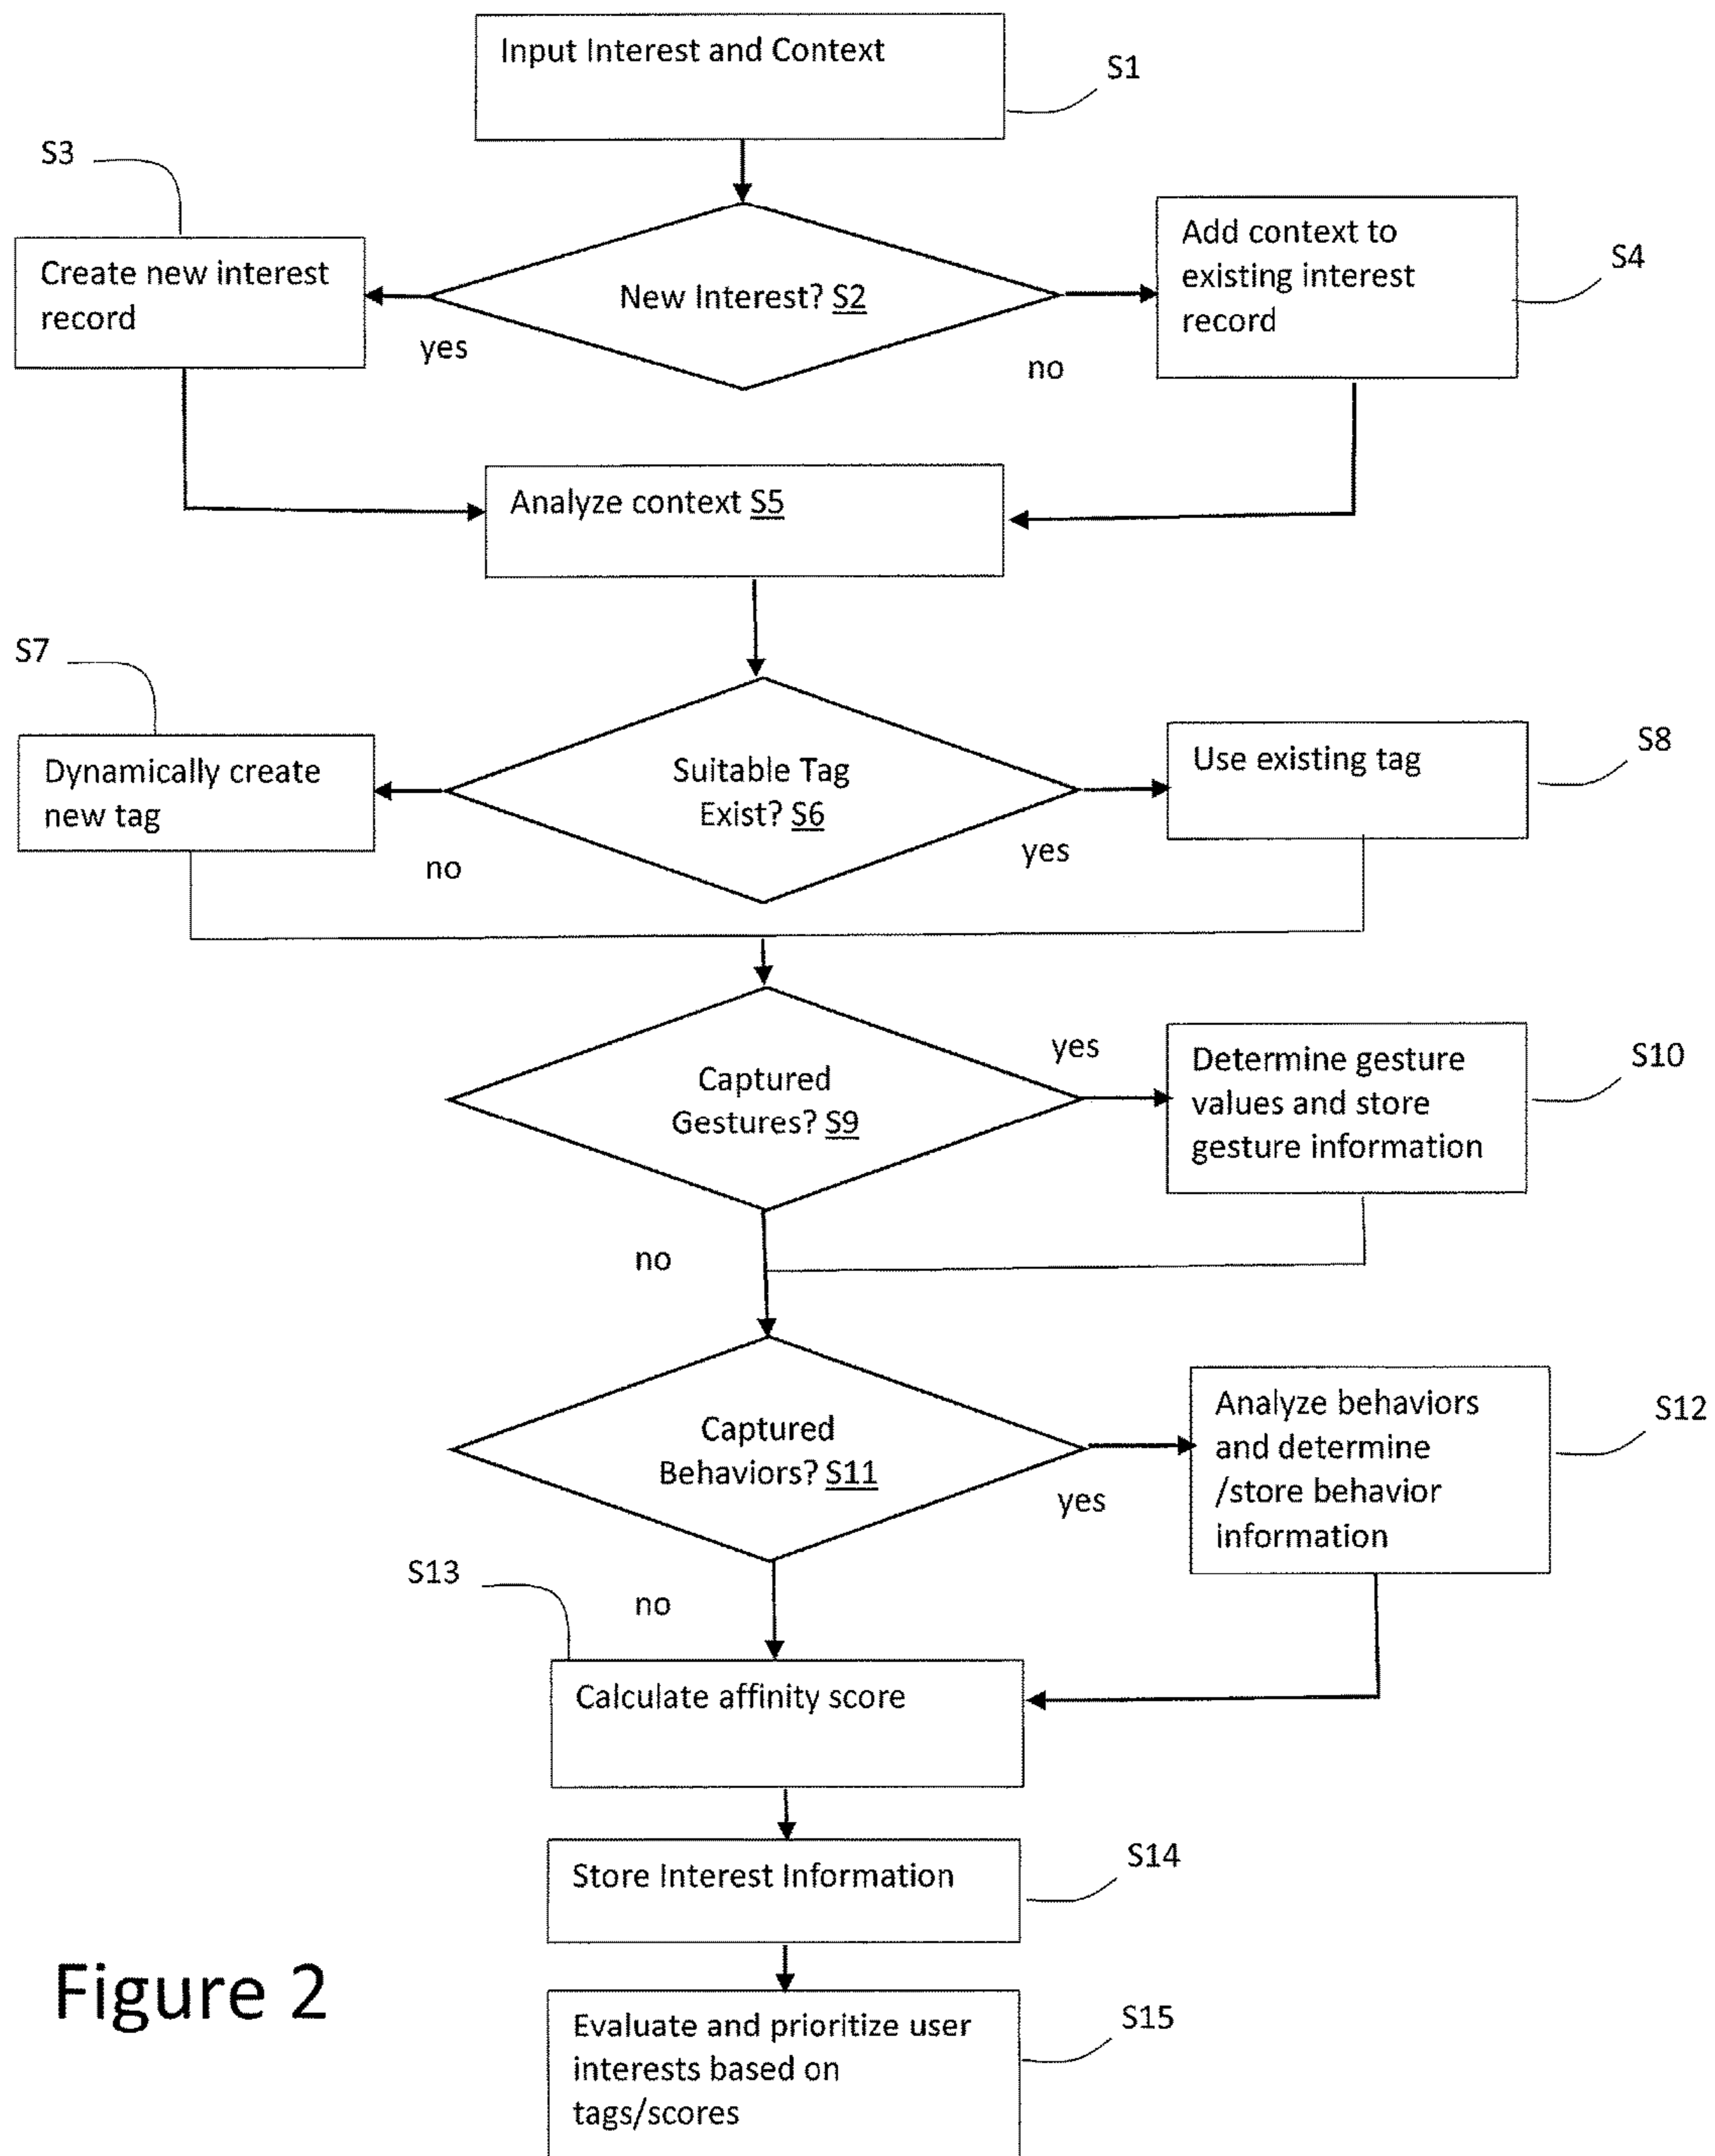 Input Interest and Context
S1
S3
Create new interest
record
New Interest? S2
yes
no
Add context to
existing interest
record
S4
Analyze context S5
S7
Dynamically create
new tag
no
Suitable Tag
Exist? S6
yes
Use existing tag
S8
Captured
Gestures? S9
yes
no
Determine gesture
values and store
gesture information
S10
Captured
Behaviors? S11
yes
no
Analyze behaviors
and determine
/store behavior
information
S12
S13
Calculate affinity score
Store Interest Information
S14
Figure 2
Evaluate and prioritize user
interests based on
tags/scores
S15